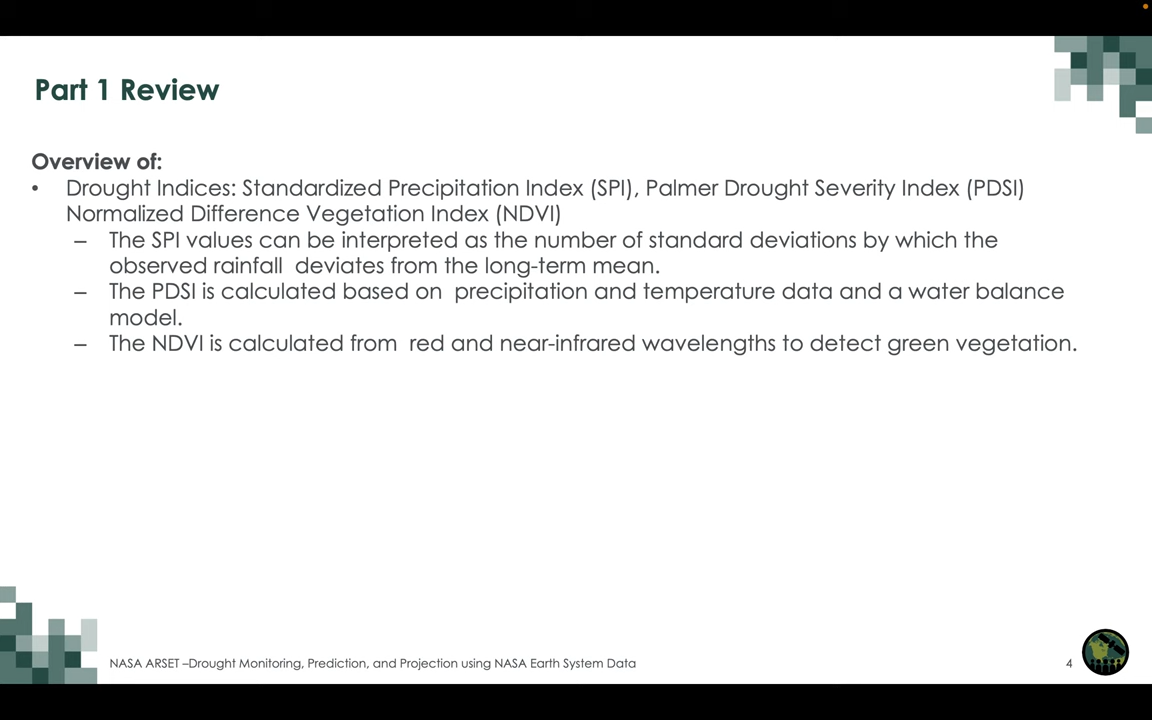 Part 1 Review
Overview of:
• Drought Indices: Standardized Precipitation Index (SPI), Palmer Drought Severity Index (PDSI)
Normalized Difference Vegetation Index (NDVI)
– The SPI values can be interpreted as the number of standard deviations by which the
observed rainfall  deviates from the long-term mean.
– The PDSI is calculated based on  precipitation and temperature data and a water balance
model.
– The NDVI is calculated from  red and near-infrared wavelengths to detect green vegetation.
NASA ARSET –Drought Monitoring, Prediction, and Projection using NASA Earth System Data
4